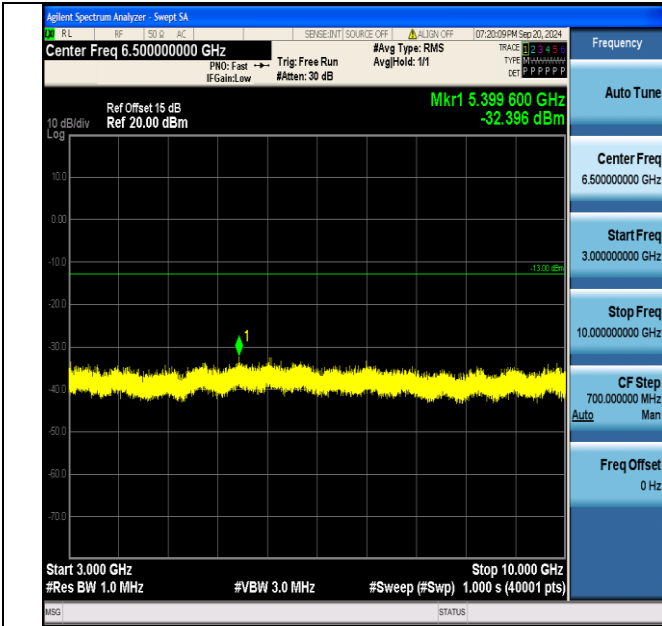 Agilent Spectrum Analyzer - Swept SA
RL RF 50 Ω AC SENSE:INT SOURCE OFF ALIGN OFF 07:20:09 PM Sep 20, 2024
Center Freq 6.500000000 GHz #Avg Type: RMS TRACE 1 2 3 4 5 6
PNO: Fast Trig: Free Run Avg|Hold: 1/1 TYPE M
IFGain:Low #Atten: 30 dB DET P P P P P P
Mkr1 5.399 600 GHz
Ref Offset 15 dB
10 dB/div Ref 20.00 dBm -32.396 dBm
Log
10.0
0.00
-10.0
-13.00 dBm
-20.0
1
-30.0
-40.0
-50.0
-60.0
-70.0
Start 3.000 GHz Stop 10.000 GHz
#Res BW 1.0 MHz #VBW 3.0 MHz #Sweep (#Swp) 1.000 s (40001 pts)
MSG STATUS
Frequency
Auto Tune
Center Freq
6.500000000 GHz
Start Freq
3.000000000 GHz
Stop Freq
10.000000000 GHz
CF Step
700.000000 MHz
Auto Man
Freq Offset
0 Hz